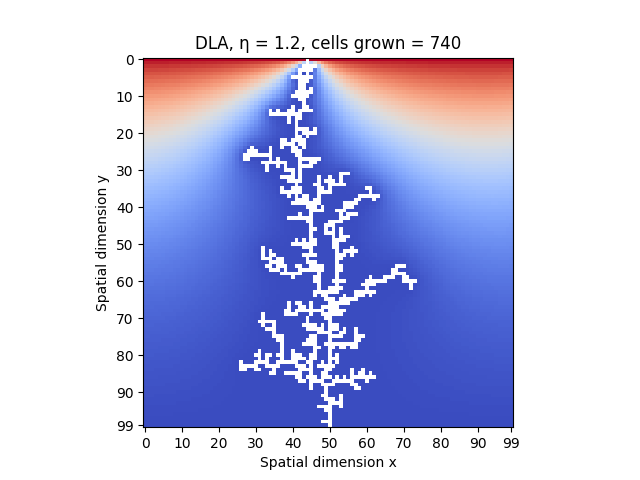 DLA, η = 1.2, cells grown = 740
0
10
20
30
40
50
60
70
80
90
99
Spatial dimension y
0 10 20 30 40 50 60 70 80 90 99
Spatial dimension x